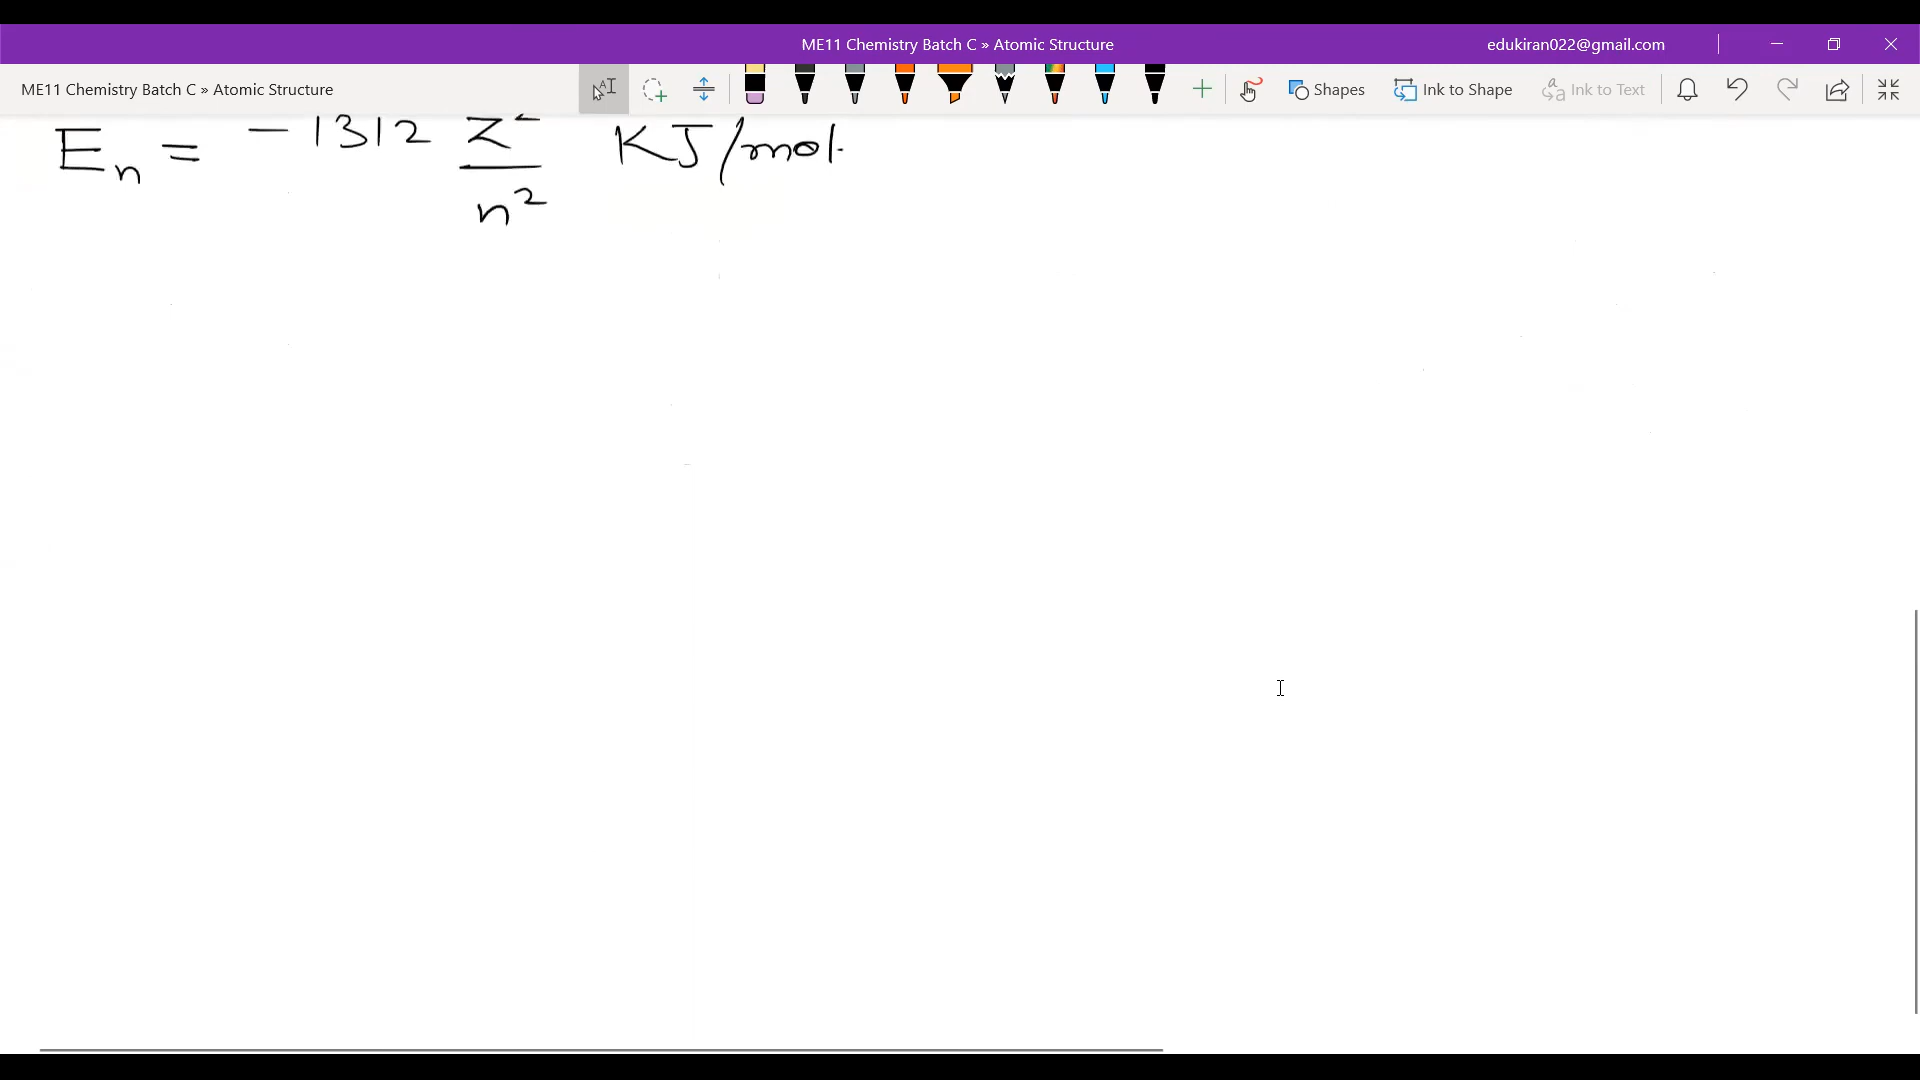 ME11 Chemistry Batch C » Atomic Structure
edukiran022@gmail.com
ME11 Chemistry Batch C » Atomic Structure
Shapes
Ink to Shape
Ink to Text
E_n = -1312 Z²/n² KJ/mol.